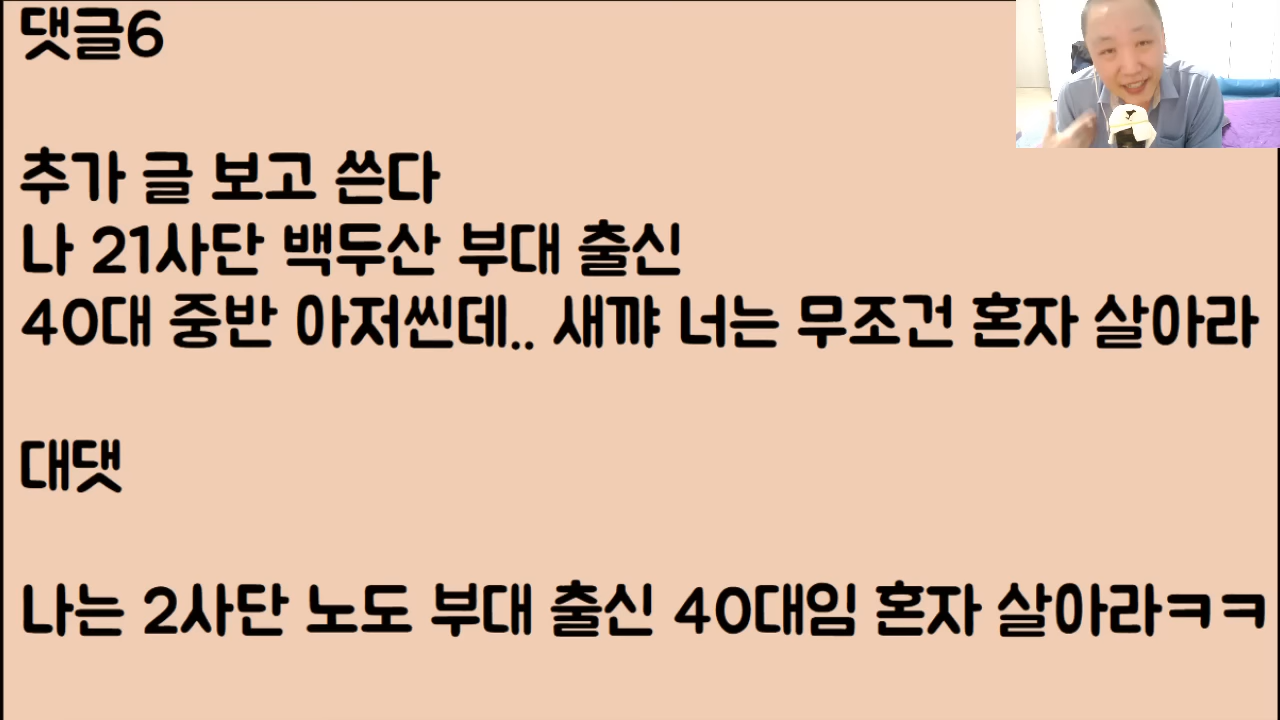 댓글6
추가 글 보고 쓴다
나 21사단 백두산 부대 출신
40대 중반 아저씬데.. 새꺄 너는 무조건 혼자 살아라
대댓
나는 2사단 노도 부대 출신 40대임 혼자 살아라ㅋㅋ